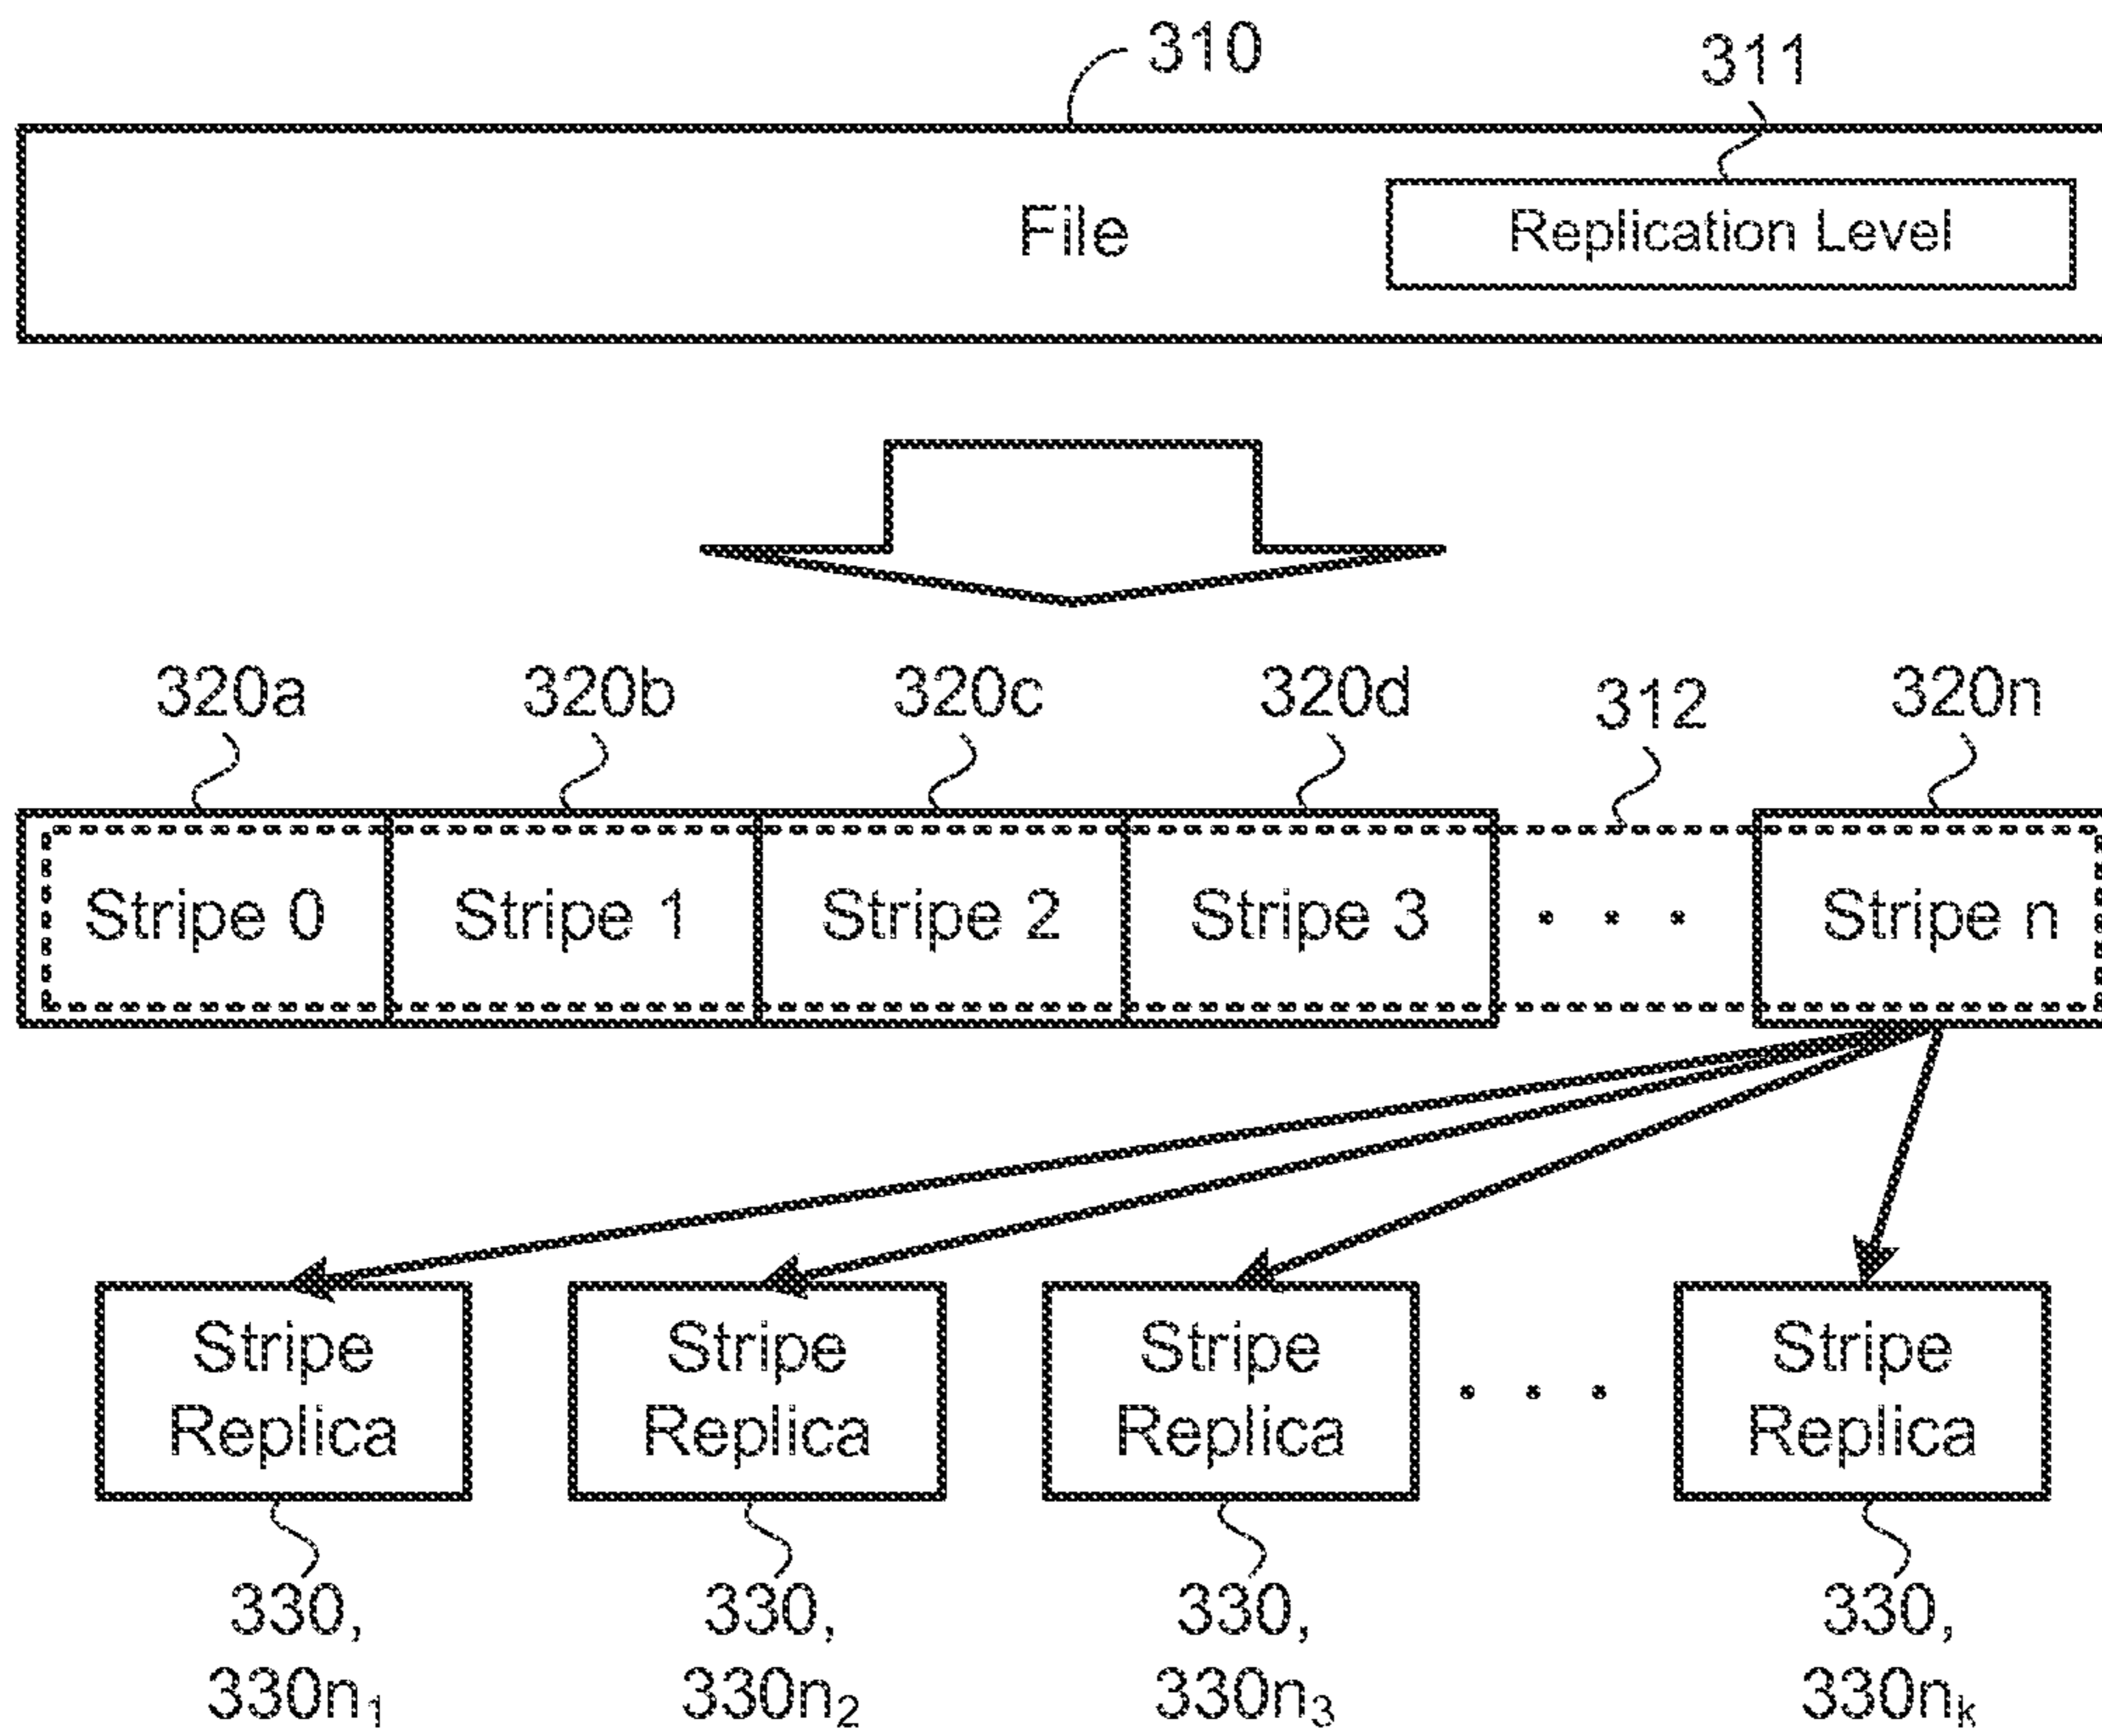 310
311
File
Replication Level
320a 320b 320c 320d 312 320n
Stripe 0 Stripe 1 Stripe 2 Stripe 3 . . . Stripe n
Stripe Stripe Stripe Stripe
Replica Replica Replica . . . Replica
330, 330, 330, 330,
330n₁ 330n₂ 330n₃ 330nₖ